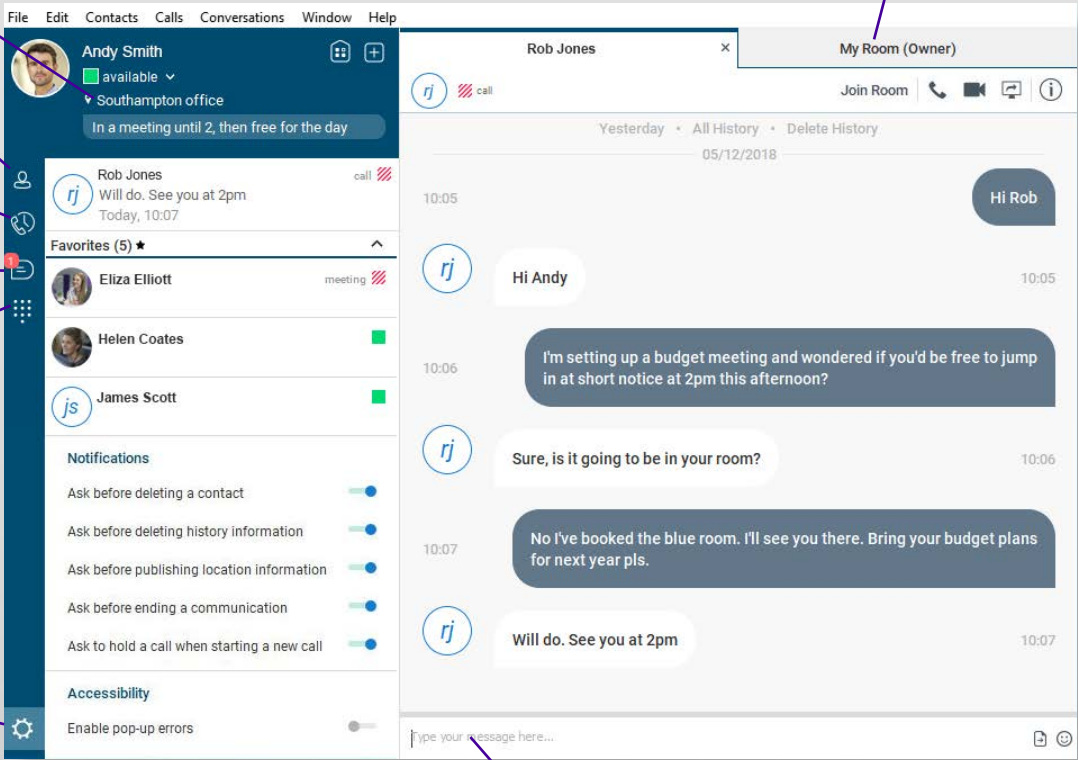 File Edit Contacts Calls Conversations Window Help
Andy Smith
available
Southampton office
In a meeting until 2, then free for the day
1
rj
Rob Jones
call
Will do. See you at 2pm
Today, 10:07
Favorites (5) ★
Eliza Elliott
meeting
Helen Coates
js
James Scott
Notifications
Ask before deleting a contact
Ask before deleting history information
Ask before publishing location information
Ask before ending a communication
Ask to hold a call when starting a new call
Accessibility
Enable pop-up errors
Rob Jones ×
My Room (Owner)
rj
call
Join Room
Yesterday • All History • Delete History
05/12/2018
10:05
Hi Rob
rj
Hi Andy
10:05
10:06
I'm setting up a budget meeting and wondered if you'd be free to jump
in at short notice at 2pm this afternoon?
rj
Sure, is it going to be in your room?
10:06
10:07
No I've booked the blue room. I'll see you there. Bring your budget plans
for next year pls.
rj
Will do. See you at 2pm
10:07
Type your message here...